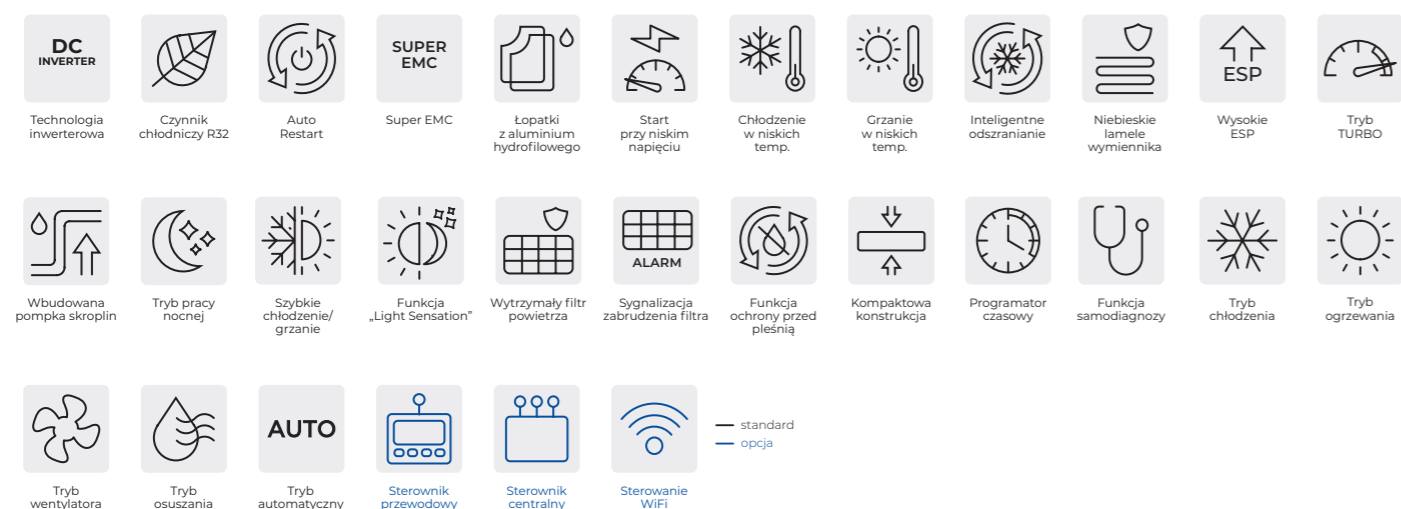 DC
INVERTER
Technologia
inwerterowa
Czynnik
chłodniczy R32
Auto
Restart
SUPER
EMC
Super EMC
Łopatki
z aluminium
hydrofilowego
Start
przy niskim
napięciu
Chłodzenie
w niskich
temp.
Grzanie
w niskich
temp.
Inteligentne
odszranianie
Niebieskie
lamele
wymiennika
ESP
Wysokie
ESP
Tryb
TURBO
Wbudowana
pompka skroplin
Tryb pracy
nocnej
Szybkie
chłodzenie/
grzanie
Funkcja
„Light Sensation”
Wytrzymały filtr
powietrza
ALARM
Sygnalizacja
zabrudzenia filtra
Funkcja
ochrony przed
pleśnią
Kompaktowa
konstrukcja
Programator
czasowy
Funkcja
samodiagnozy
Tryb
chłodzenia
Tryb
ogrzewania
Tryb
wentylatora
Tryb
osuszania
AUTO
Tryb
automatyczny
Sterownik
przewodowy
Sterownik
centralny
Sterowanie
WiFi
standard
opcja